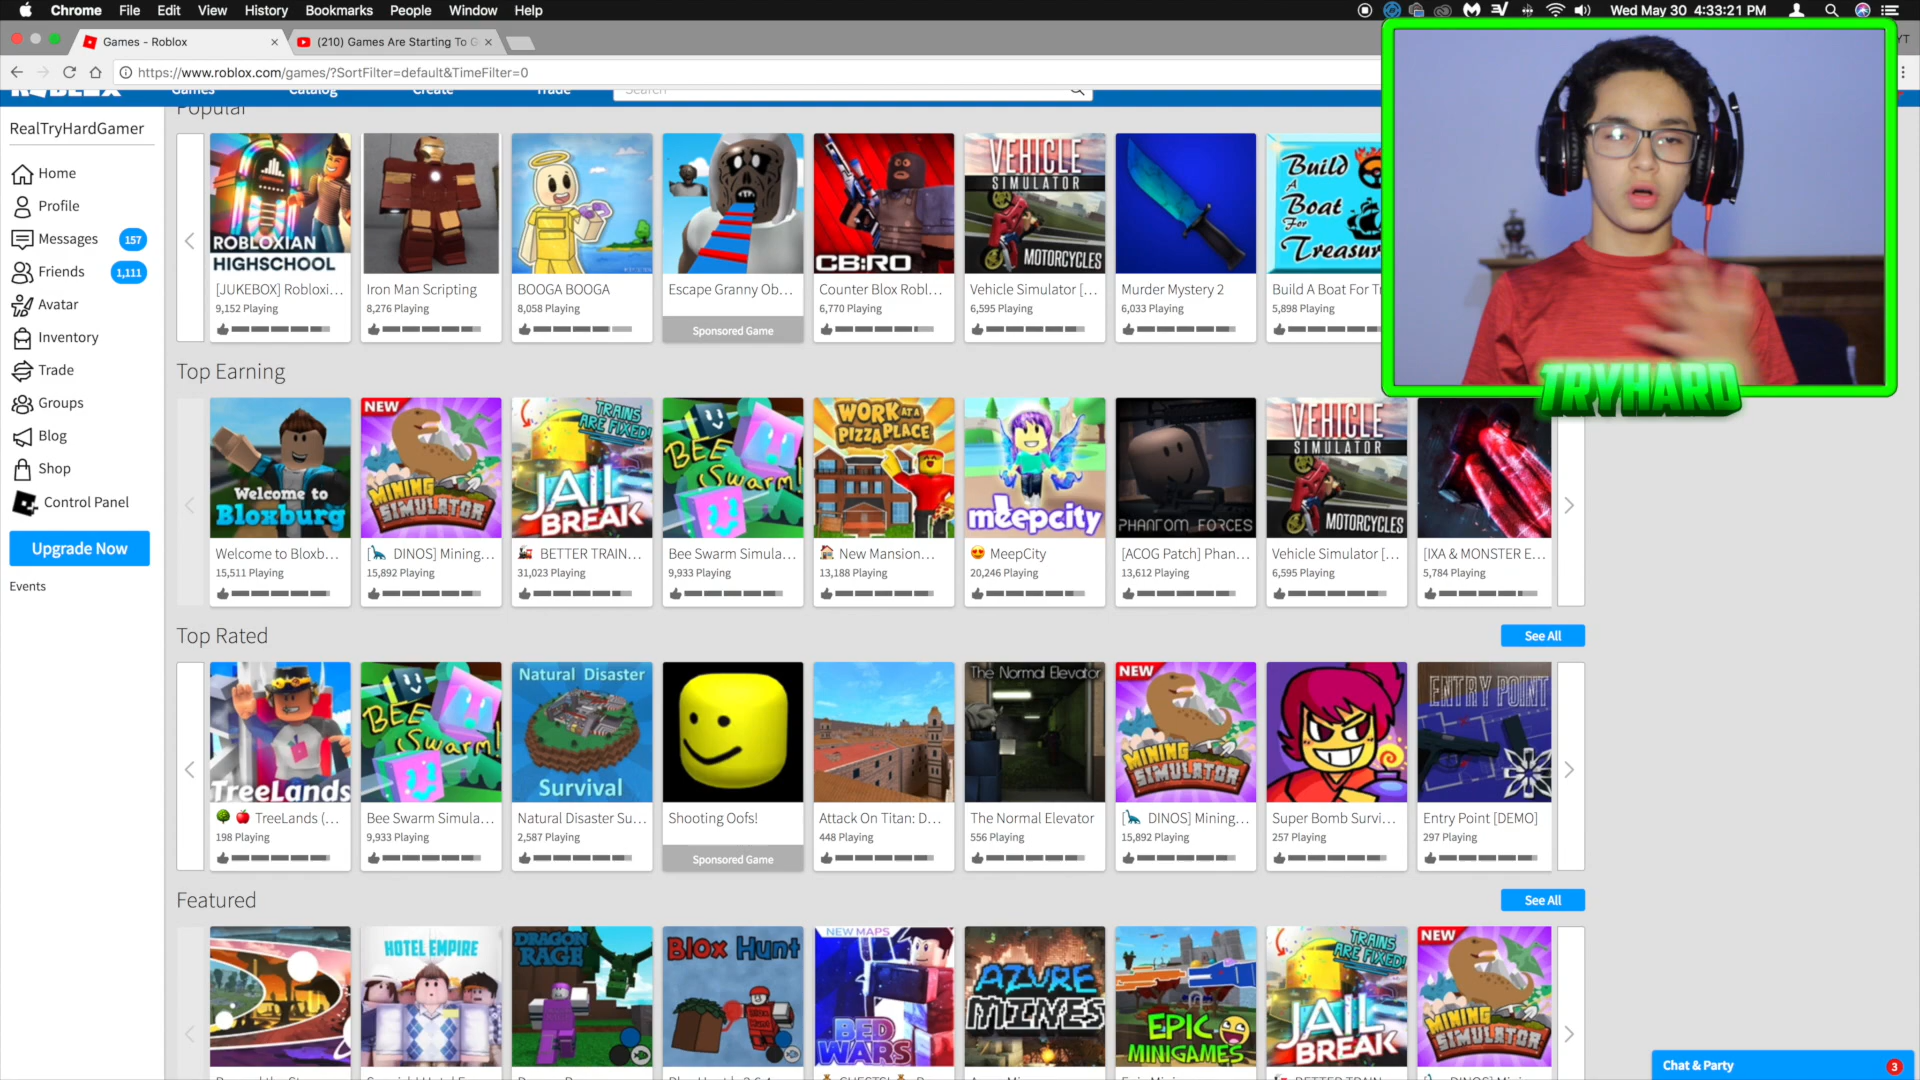 Chrome File Edit View History Bookmarks People Window Help
Wed May 30 4:33:21 PM
Games - Roblox
(210) Games Are Starting To G
https://www.roblox.com/games/?SortFilter=default&TimeFilter=0
ROBLOX Games Catalog Create Trade Search
RealTryHardGamer
Home
Profile
Messages 157
Friends 1,111
Avatar
Inventory
Trade
Groups
Blog
Shop
Control Panel
Upgrade Now
Events
Popular
ROBLOXIAN
HIGHSCHOOL
CB:RO
VEHICLE
SIMULATOR
MOTORCYCLES
Build
A
Boat
For
Treasur
[JUKEBOX] Robloxi... Iron Man Scripting BOOGA BOOGA Escape Granny Ob... Counter Blox Robl... Vehicle Simulator [... Murder Mystery 2 Build A Boat For Tr
9,152 Playing 8,276 Playing 8,058 Playing 6,770 Playing 6,595 Playing 6,033 Playing 5,898 Playing
Sponsored Game
TRYHARD
Top Earning
Welcome to
Bloxburg
NEW
MINING
SIMULATOR
TRAINS
ARE FIXED!
JAIL
BREAK
BEE
Swarm!
WORK AT A
PIZZA PLACE
meepcity
PHANTOM FORCES
VEHICLE
SIMULATOR
MOTORCYCLES
Welcome to Bloxb... [🦕 DINOS] Mining... 🚂 BETTER TRAIN... Bee Swarm Simula... 🏠 New Mansion... 😍 MeepCity [ACOG Patch] Phan... Vehicle Simulator [... [IXA & MONSTER E...
15,511 Playing 15,892 Playing 31,023 Playing 9,933 Playing 13,188 Playing 20,246 Playing 13,612 Playing 6,595 Playing 5,784 Playing
Top Rated See All
TreeLands
BEE
Swarm!
Natural Disaster
Survival
The Normal Elevator
NEW
MINING
SIMULATOR
ENTRY POINT
🌳 🍎 TreeLands (... Bee Swarm Simula... Natural Disaster Su... Shooting Oofs! Attack On Titan: D... The Normal Elevator [🦕 DINOS] Mining... Super Bomb Survi... Entry Point [DEMO]
198 Playing 9,933 Playing 2,587 Playing 448 Playing 556 Playing 15,892 Playing 257 Playing 297 Playing
Sponsored Game
Featured See All
HOTEL EMPIRE
DRAGON
RAGE
Blox Hunt
NEW MAPS
BED
WARS
AZURE
MINES
EPIC
MINIGAMES
TRAINS
ARE FIXED!
JAIL
BREAK
NEW
MINING
SIMULATOR
Chat & Party 3